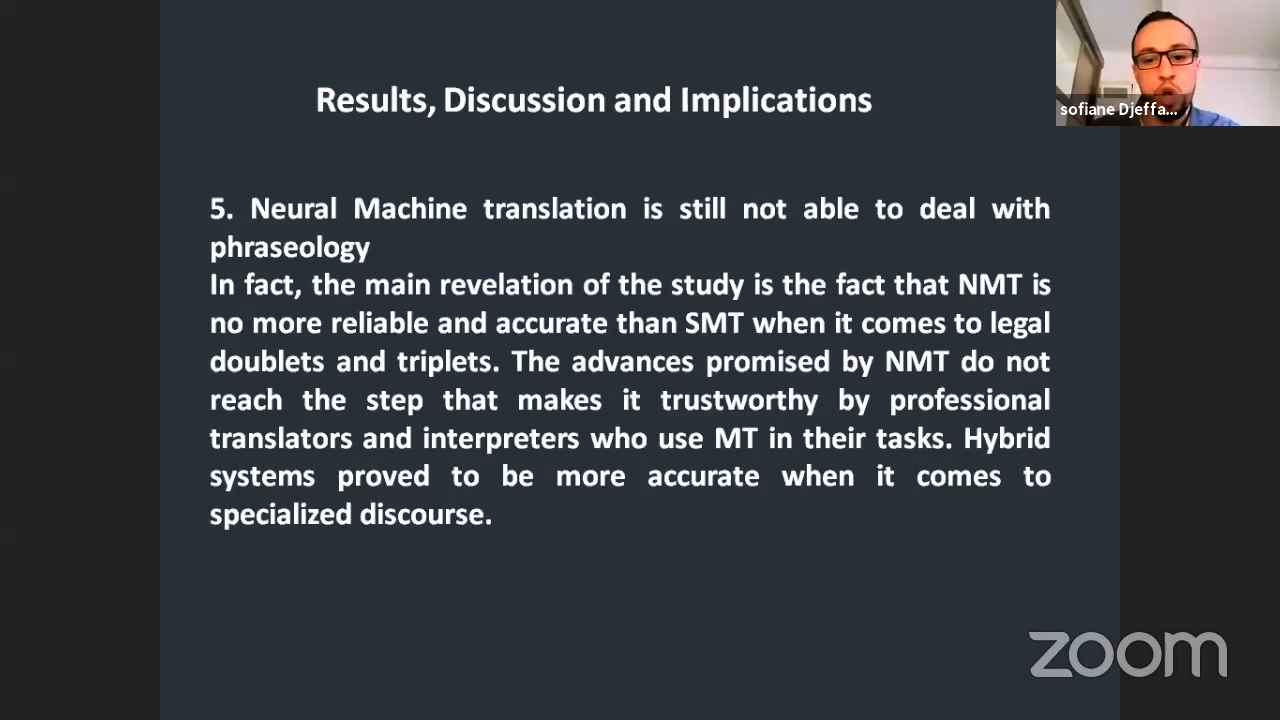 Results, Discussion and Implications
sofiane Djeffa...
5. Neural Machine translation is still not able to deal with
phraseology
In fact, the main revelation of the study is the fact that NMT is
no more reliable and accurate than SMT when it comes to legal
doublets and triplets. The advances promised by NMT do not
reach the step that makes it trustworthy by professional
translators and interpreters who use MT in their tasks. Hybrid
systems proved to be more accurate when it comes to
specialized discourse.
zoom